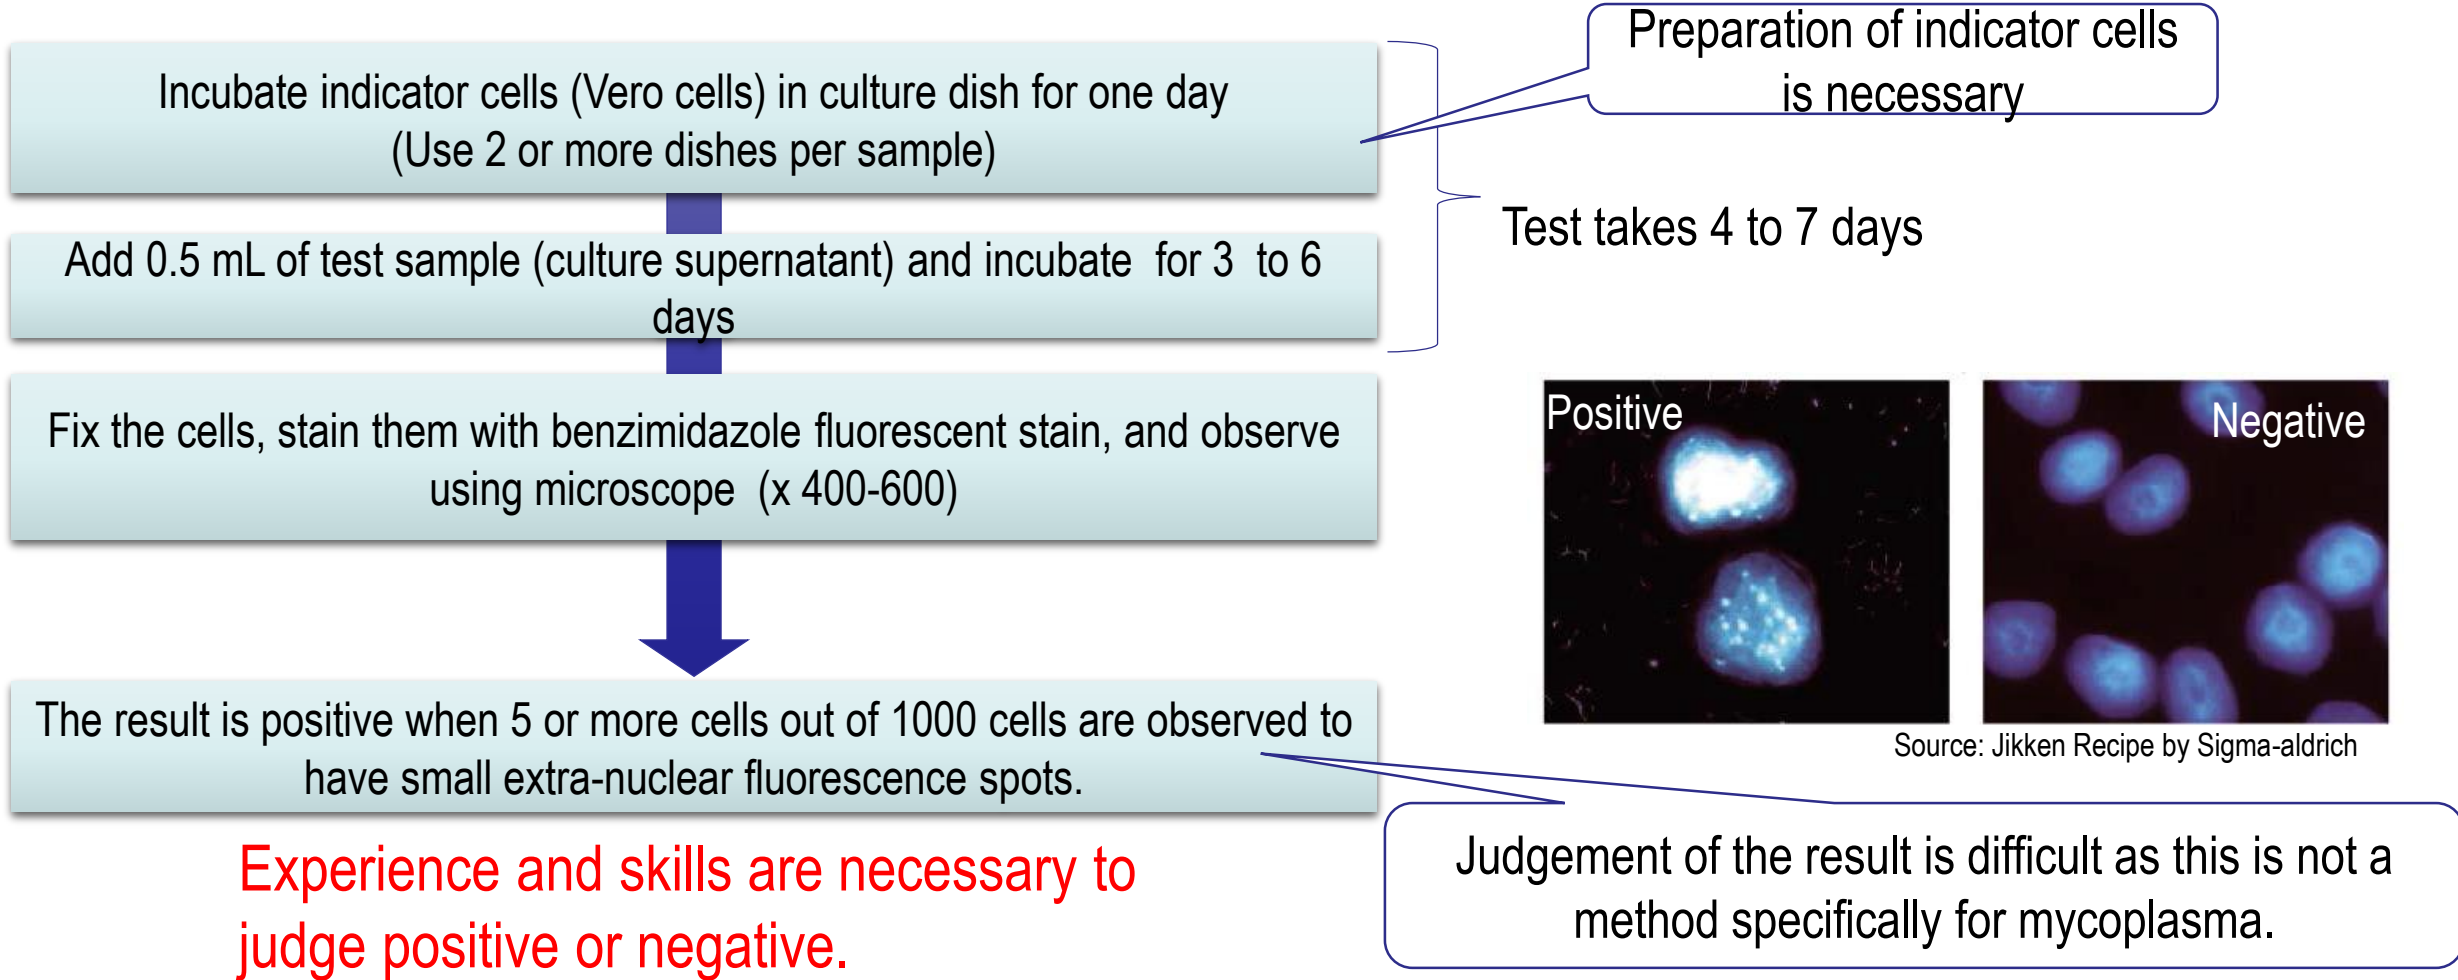 Preparation of indicator cells
is necessary
Incubate indicator cells (Vero cells) in culture dish for one day
(Use 2 or more dishes per sample)
Test takes 4 to 7 days
Add 0.5 mL of test sample (culture supernatant) and incubate for 3 to 6
days
Fix the cells, stain them with benzimidazole fluorescent stain, and observe
using microscope (x 400-600)
Positive
Negative
Source: Jikken Recipe by Sigma-aldrich
The result is positive when 5 or more cells out of 1000 cells are observed to
have small extra-nuclear fluorescence spots.
Judgement of the result is difficult as this is not a
method specifically for mycoplasma.
Experience and skills are necessary to
judge positive or negative.